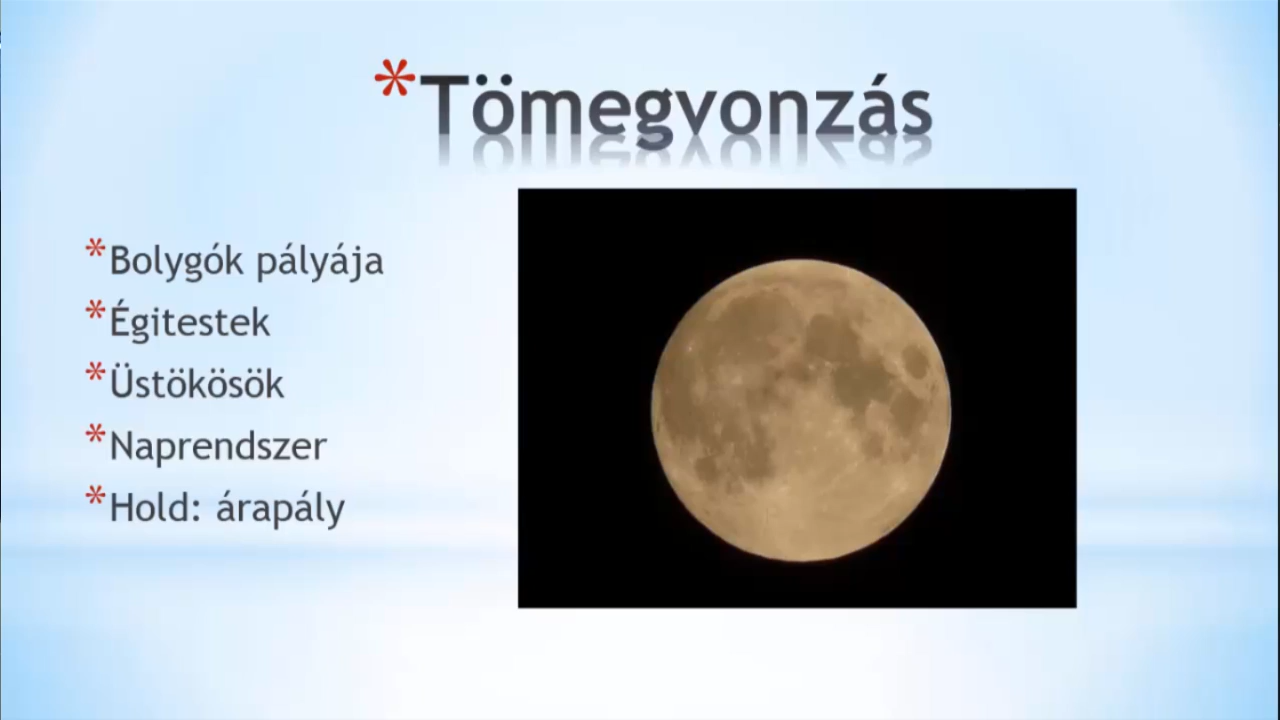 *Tömegvonzás
*Bolygók pályája
*Égitestek
*Üstökösök
*Naprendszer
*Hold: árapály